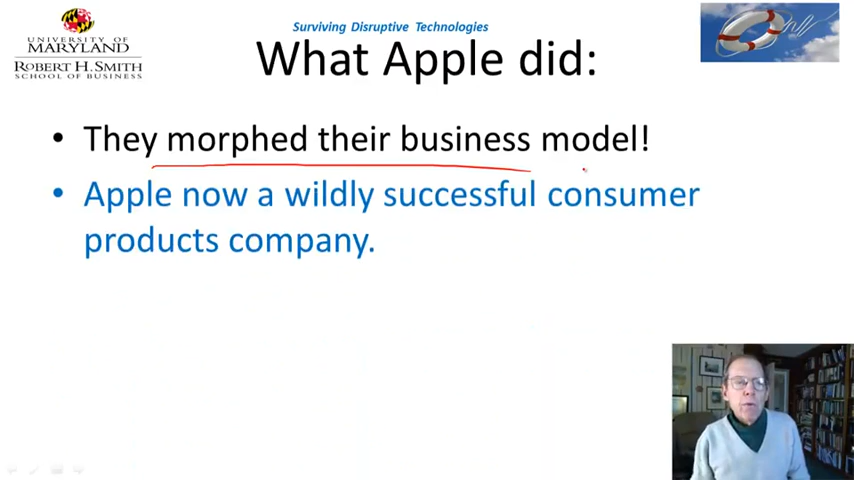 Surviving Disruptive Technologies
UNIVERSITY OF
MARYLAND
ROBERT H. SMITH
SCHOOL OF BUSINESS
What Apple did:
• They morphed their business model!
• Apple now a wildly successful consumer
products company.